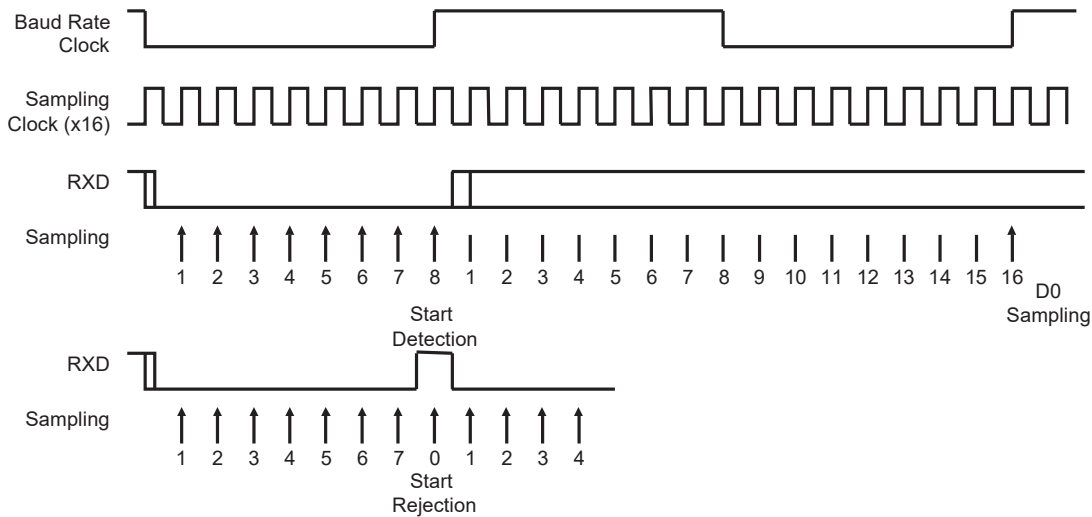 Baud Rate
Clock
Sampling
Clock (x16)
RXD
Sampling
1 2 3 4 5 6 7 8 1 2 3 4 5 6 7 8 9 10 11 12 13 14 15 16
D0
Sampling
Start
Detection
RXD
Sampling
1 2 3 4 5 6 7 0 1 2 3 4
Start
Rejection